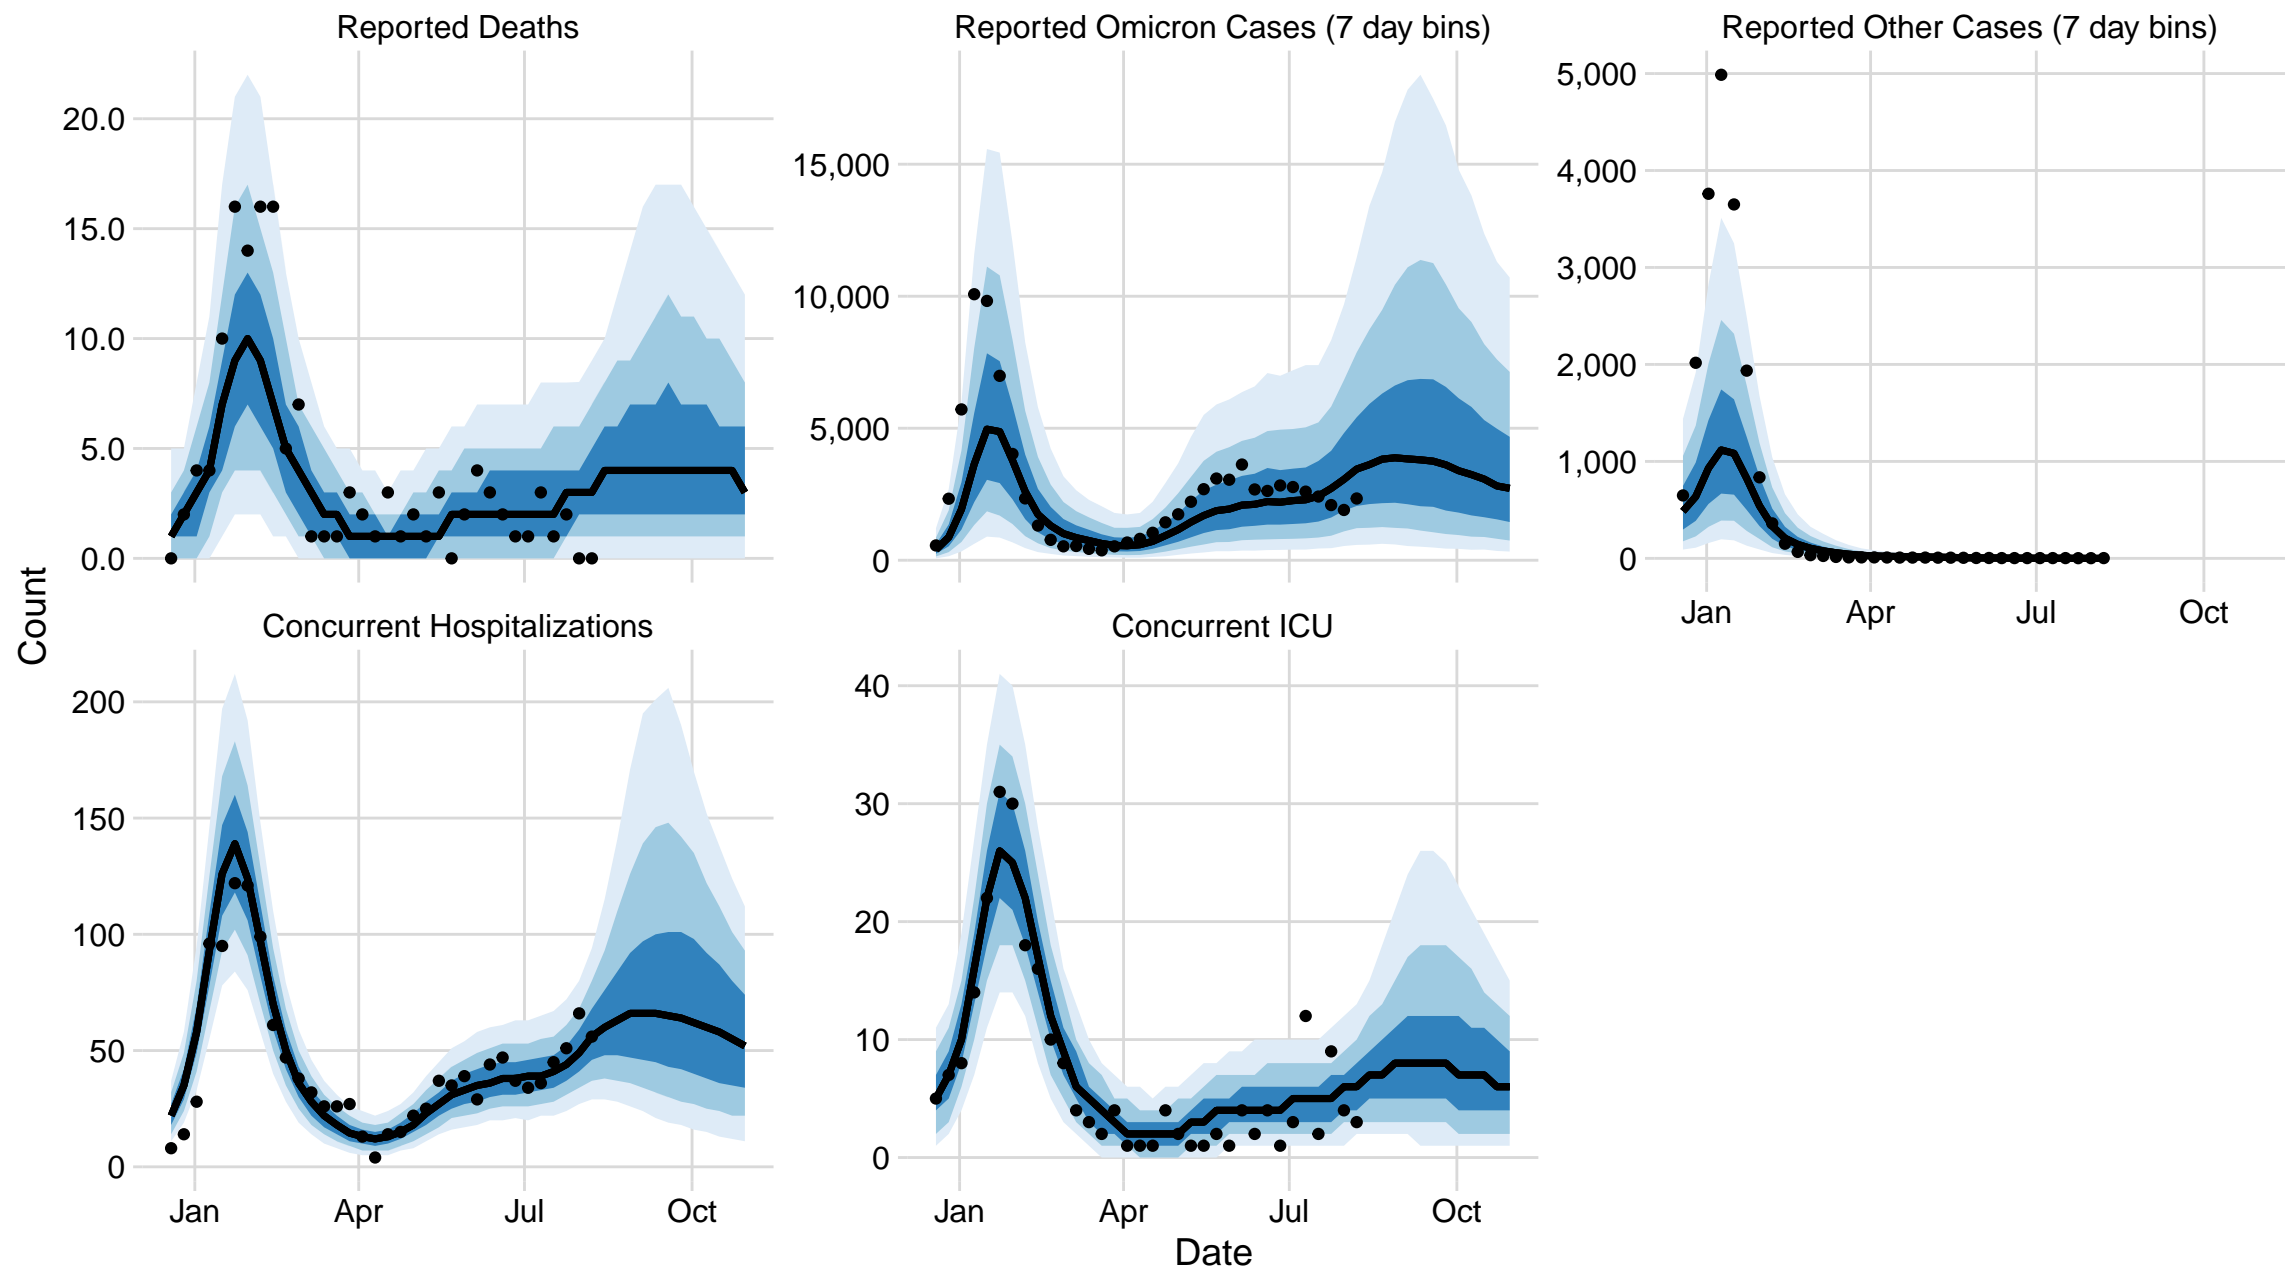 Reported Deaths
Reported Omicron Cases (7 day bins)
Reported Other Cases (7 day bins)
20.0
15.0
10.0
5.0
0.0
15,000
10,000
5,000
0
5,000
4,000
3,000
2,000
1,000
0
Jan Apr Jul Oct
Count
Concurrent Hospitalizations
Concurrent ICU
200
150
100
50
0
40
30
20
10
0
Jan Apr Jul Oct
Jan Apr Jul Oct
Date